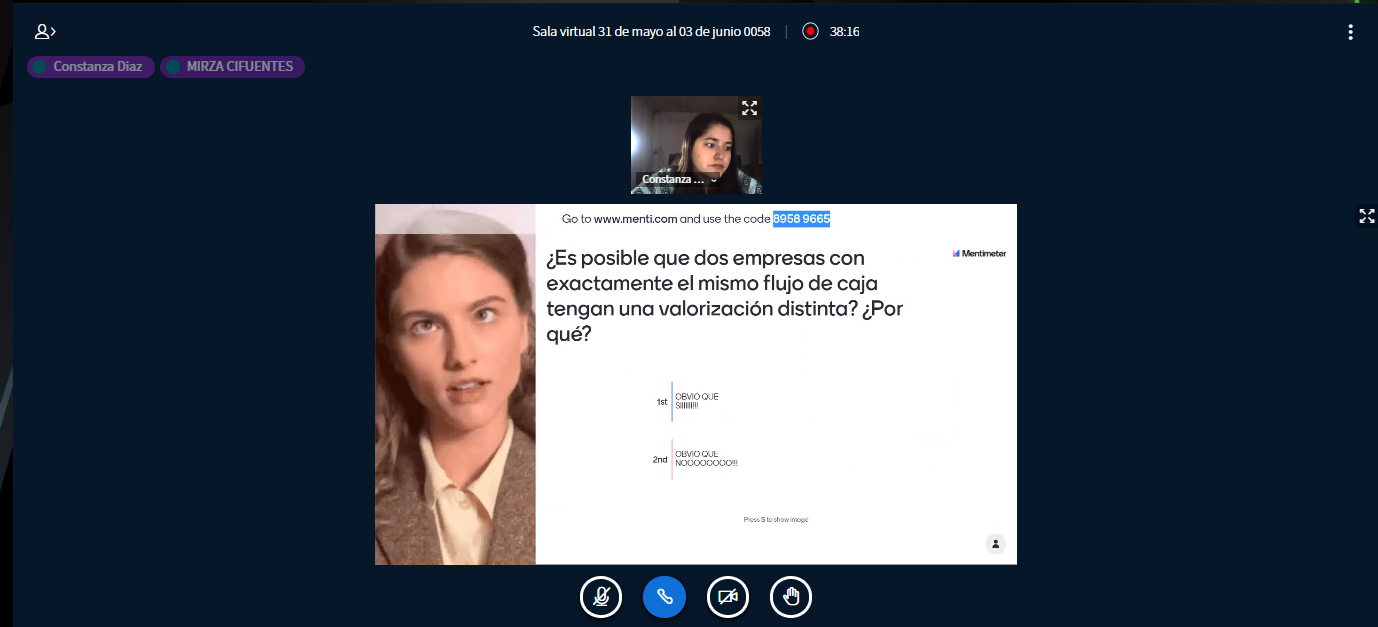 Sala virtual 31 de mayo al 03 de junio 0058 | 38:16
Constanza Diaz MIRZA CIFUENTES
Constanza ...
Go to www.menti.com and use the code 8958 9665
¿Es posible que dos empresas con
exactamente el mismo flujo de caja
tengan una valorización distinta? ¿Por
qué?
Mentimeter
1st
OBVIO QUE
SIIIIIII!!!
2nd
OBVIO QUE
NOOOOOOOO!!!
Press S to show image